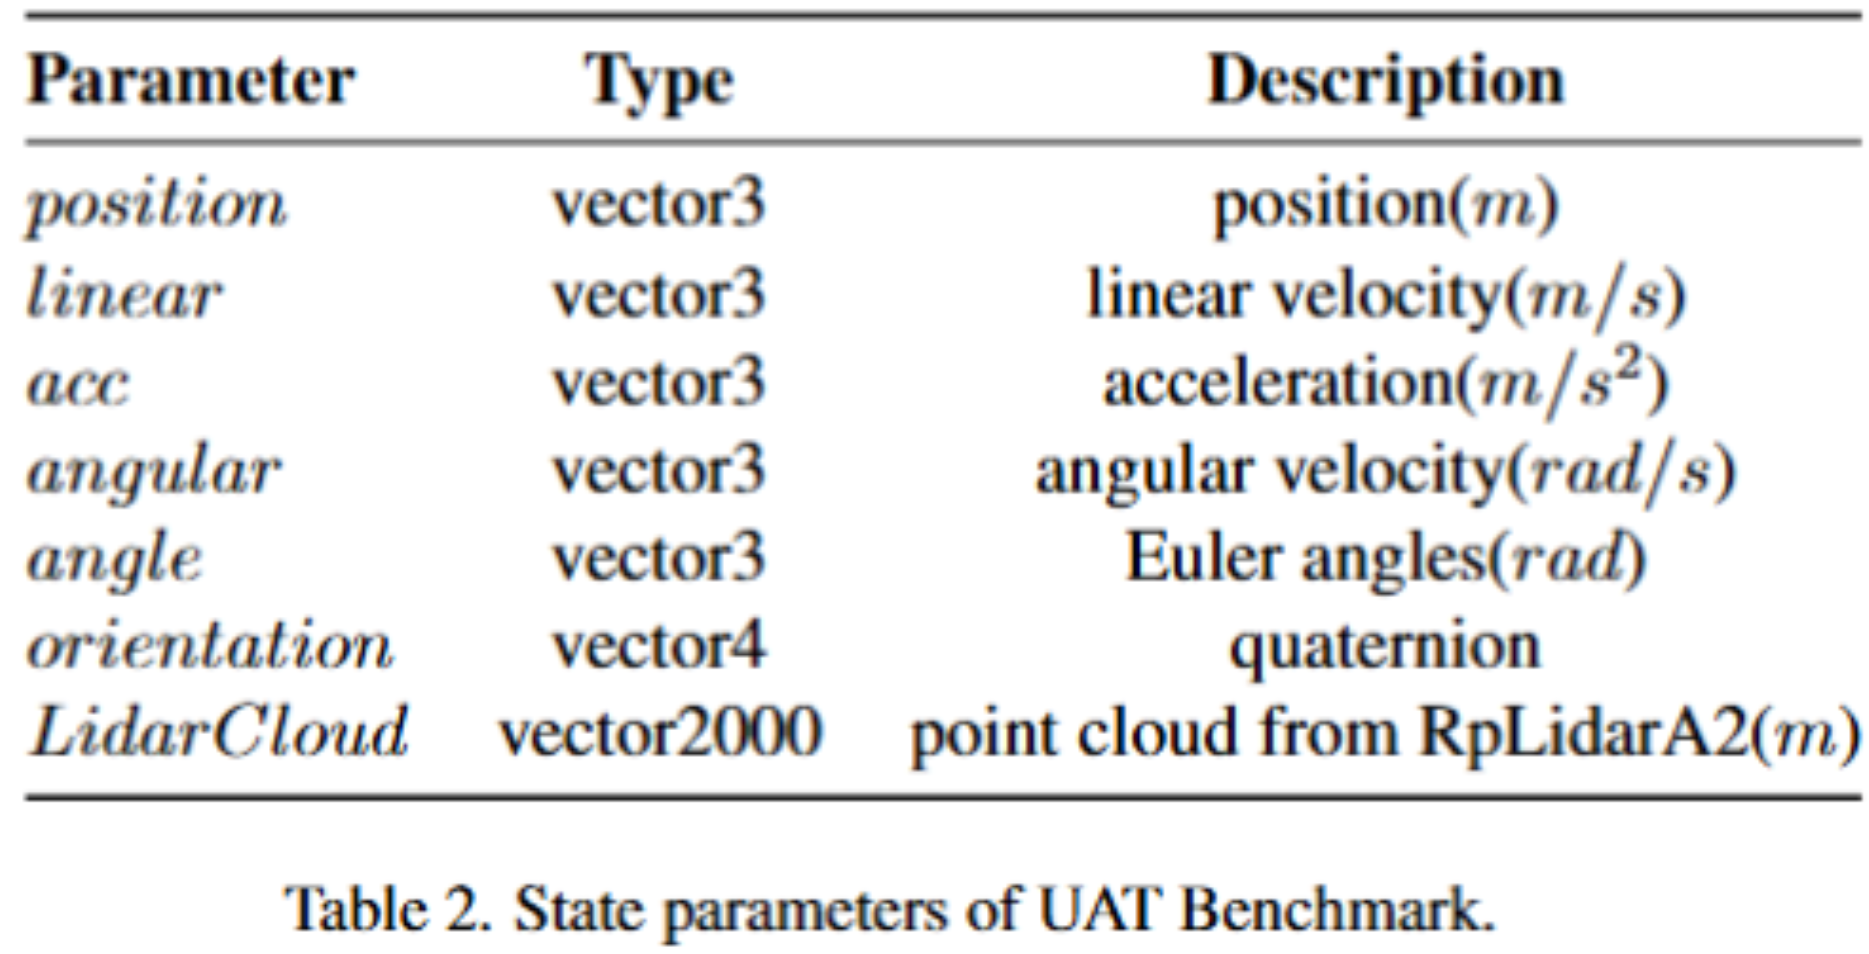 Parameter Type Description
position vector3 position(m)
linear vector3 linear velocity(m/s)
acc vector3 acceleration(m/s²)
angular vector3 angular velocity(rad/s)
angle vector3 Euler angles(rad)
orientation vector4 quaternion
LidarCloud vector2000 point cloud from RpLidarA2(m)
Table 2. State parameters of UAT Benchmark.